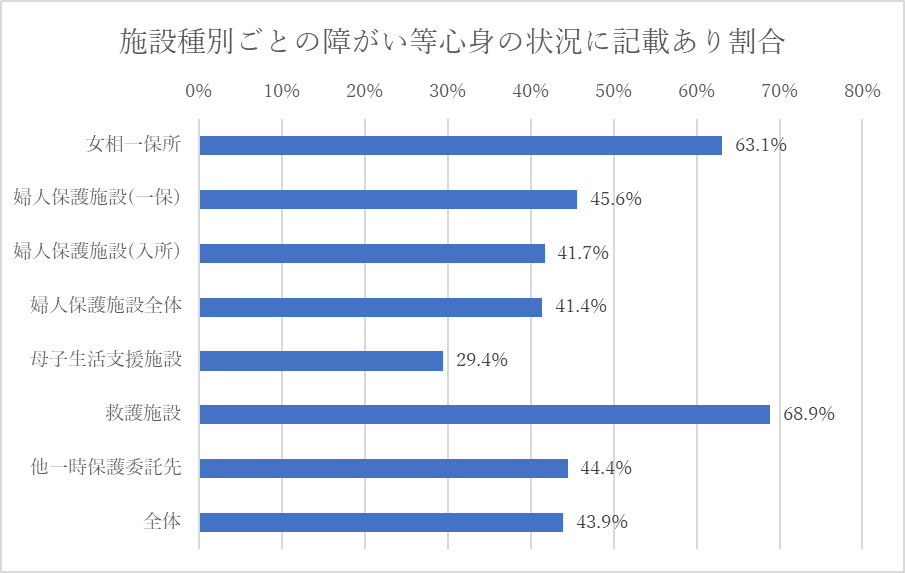 施設種別ごとの障がい等心身の状況に記載あり割合
0% 10% 20% 30% 40% 50% 60% 70% 80%
女相一保所 63.1%
婦人保護施設(一保) 45.6%
婦人保護施設(入所) 41.7%
婦人保護施設全体 41.4%
母子生活支援施設 29.4%
救護施設 68.9%
他一時保護委託先 44.4%
全体 43.9%